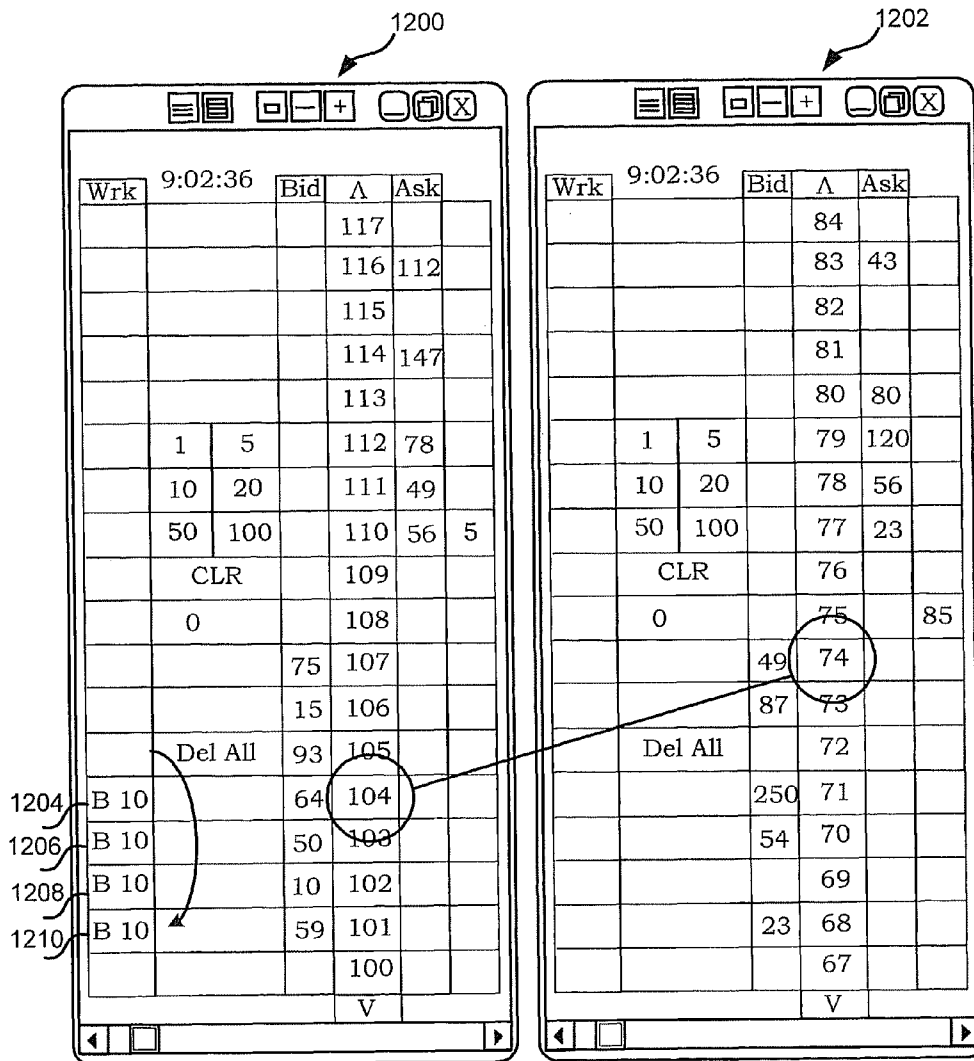 1200
1202
X
X
Wrk 9:02:36 Bid Λ Ask
117
116 112
115
114 147
113
1 5 112 78
10 20 111 49
50 100 110 56 5
CLR 109
0 108
75 107
15 106
Del All 93 105
1204 B 10 64 104
1206 B 10 50 103
1208 B 10 10 102
1210 B 10 59 101
100
V
Wrk 9:02:36 Bid Λ Ask
84
83 43
82
81
80 80
1 5 79 120
10 20 78 56
50 100 77 23
CLR 76
0 75 85
49 74
87 73
Del All 72
250 71
54 70
69
23 68
67
V